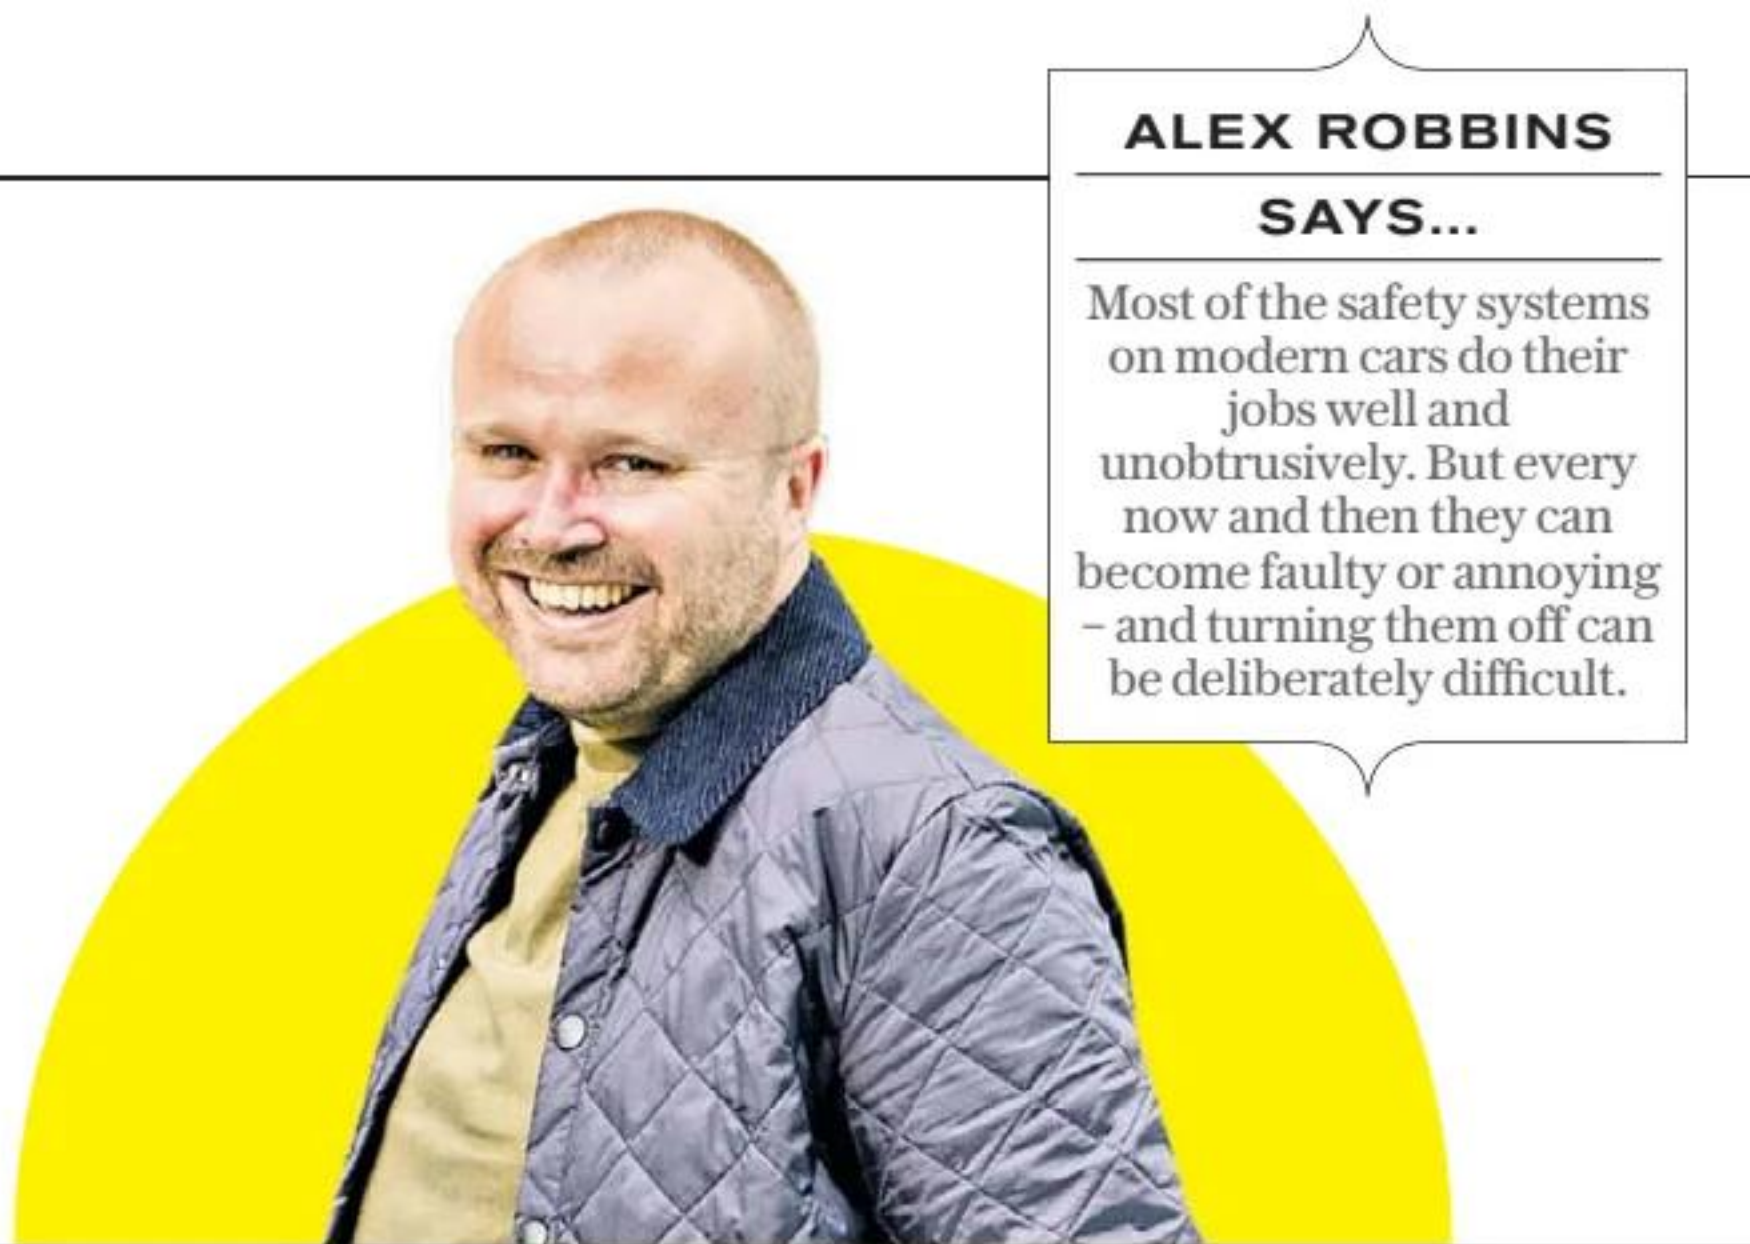 ALEX ROBBINS
SAYS...
Most of the safety systems
on modern cars do their
jobs well and
unobtrusively. But every
now and then they can
become faulty or annoying
– and turning them off can
be deliberately difficult.